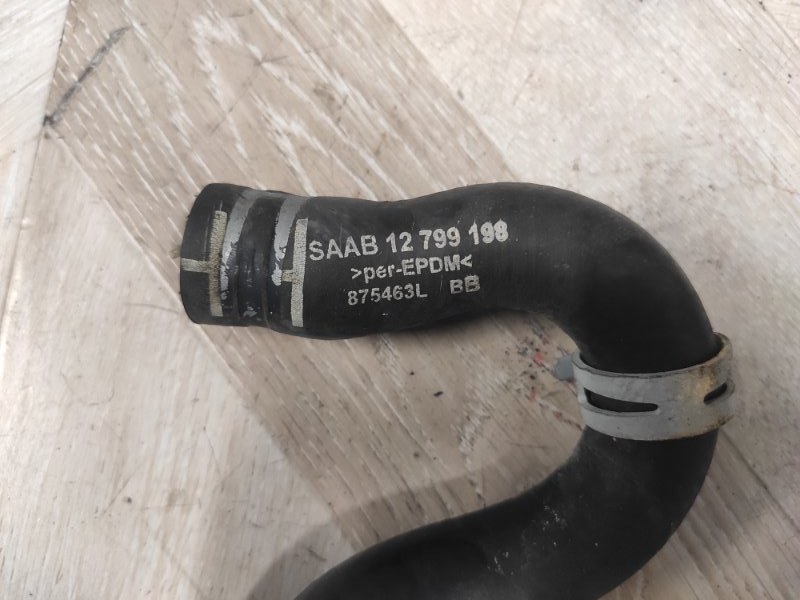 SAAB 12 799 198
>per-EPDM<
875463L BB